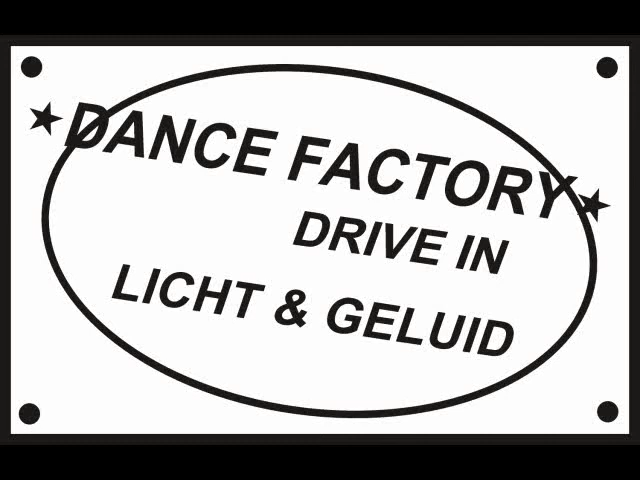 ★DANCE FACTORY★
DRIVE IN
LICHT & GELUID